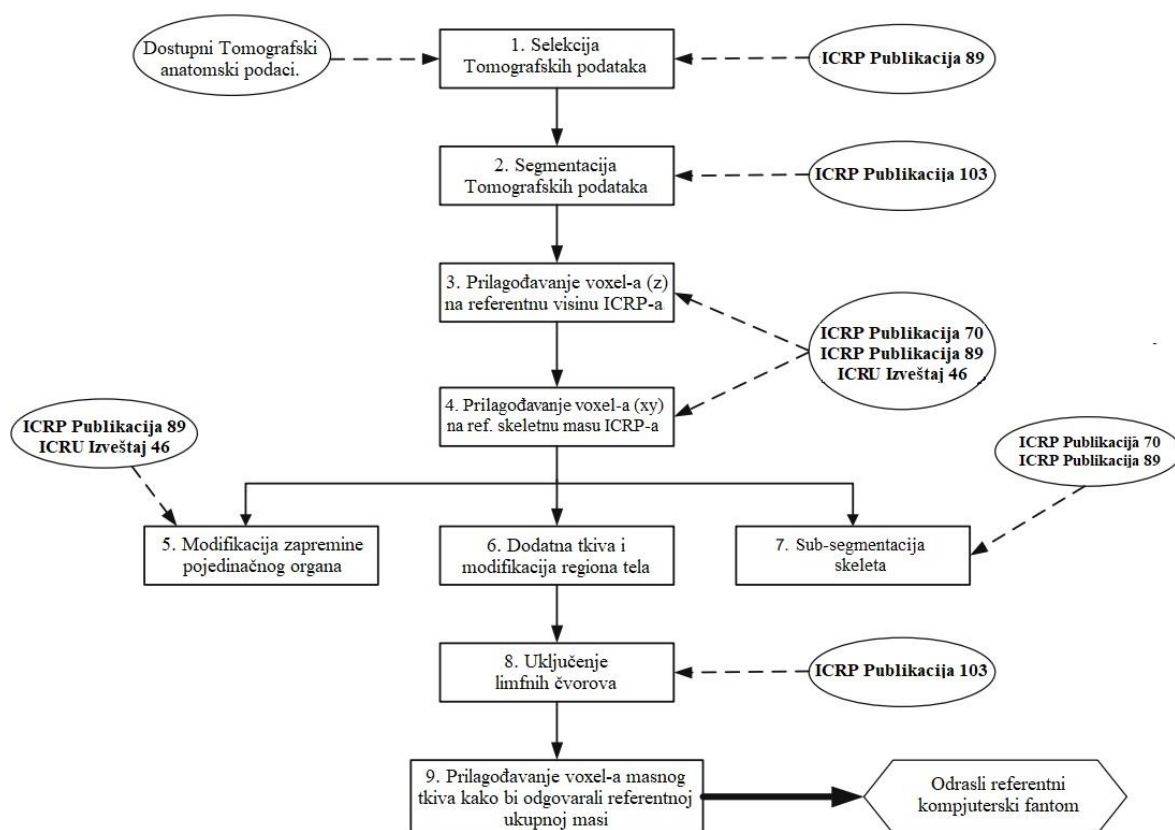 Dostupni Tomografski
anatomski podaci.
1. Selekcija
Tomografskih podataka
ICRP Publikacija 89
2. Segmentacija
Tomografskih podataka
ICRP Publikacija 103
3. Prilagođavanje voxel-a (z)
na referentnu visinu ICRP-a
ICRP Publikacija 70
ICRP Publikacija 89
ICRU Izveštaj 46
4. Prilagođavanje voxel-a (xy)
na ref. skeletnu masu ICRP-a
ICRP Publikacija 89
ICRU Izveštaj 46
ICRP Publikacija 70
ICRP Publikacija 89
5. Modifikacija zapremine
pojedinačnog organa
6. Dodatna tkiva i
modifikacija regiona tela
7. Sub-segmentacija
skeleta
8. Uključenje
limfnih čvorova
ICRP Publikacija 103
9. Prilagođavanje voxel-a masnog
tkiva kako bi odgovarali referentnoj
ukupnoj masi
Odrasli referentni
kompjuterski fantom